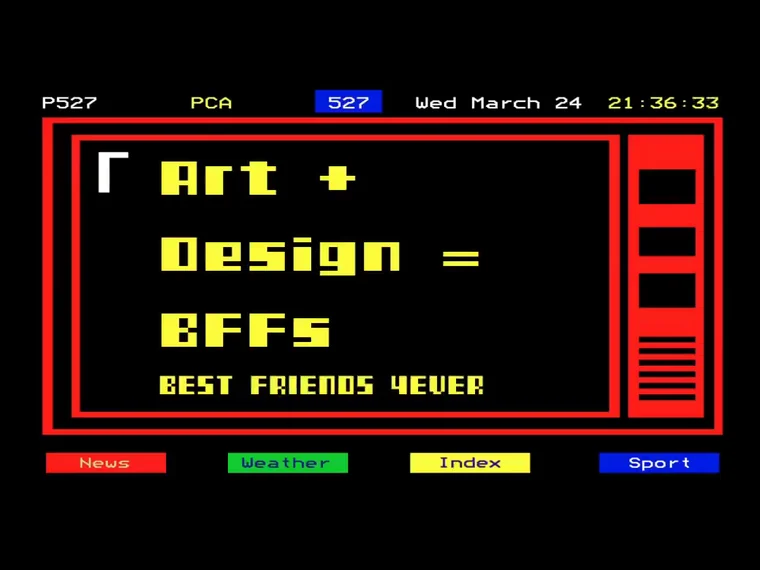 P527 PCA 527 Wed March 24 21:36:33
Art +
Design =
BFFs
BEST FRIENDS 4EVER
News Weather Index Sport